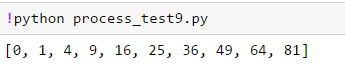 !python process_test9.py
[0, 1, 4, 9, 16, 25, 36, 49, 64, 81]